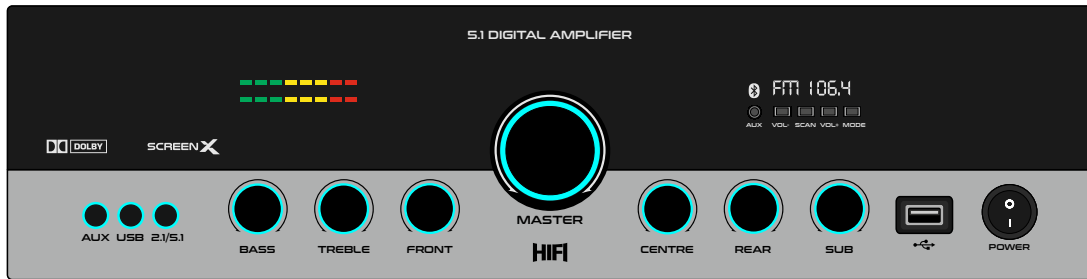 5.1 DIGITAL AMPLIFIER
FM 106.4
AUX VOL- SCAN VOL+ MODE
DOLBY SCREEN X
MASTER
AUX USB 2.1/5.1
BASS TREBLE FRONT HIFI CENTRE REAR SUB POWER